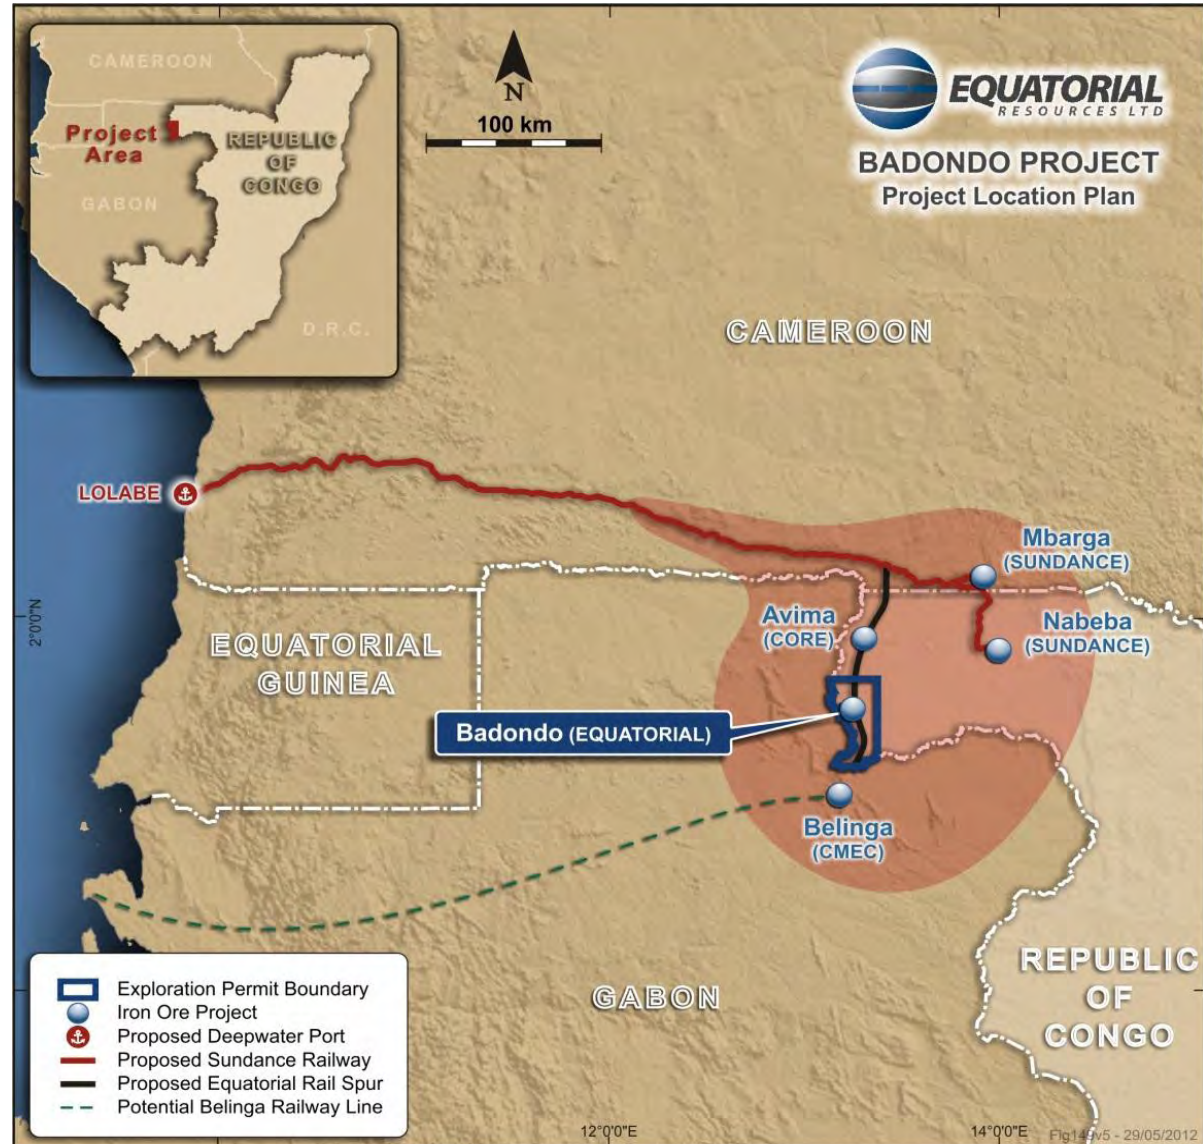 CAMEROON
Project
Area
REPUBLIC
OF
CONGO
GABON
D.R.C.
N
100 km
EQUATORIAL
RESOURCES LTD
BADONDO PROJECT
Project Location Plan
CAMEROON
LOLABE
Mbarga
(SUNDANCE)
Avima
(CORE)
Nabeba
(SUNDANCE)
2°0'0"N
EQUATORIAL
GUINEA
Badondo (EQUATORIAL)
Belinga
(CMEC)
GABON
REPUBLIC
OF
CONGO
Exploration Permit Boundary
Iron Ore Project
Proposed Deepwater Port
Proposed Sundance Railway
Proposed Equatorial Rail Spur
Potential Belinga Railway Line
12°0'0"E
14°0'0"E
Fig149v5 - 29/05/2012